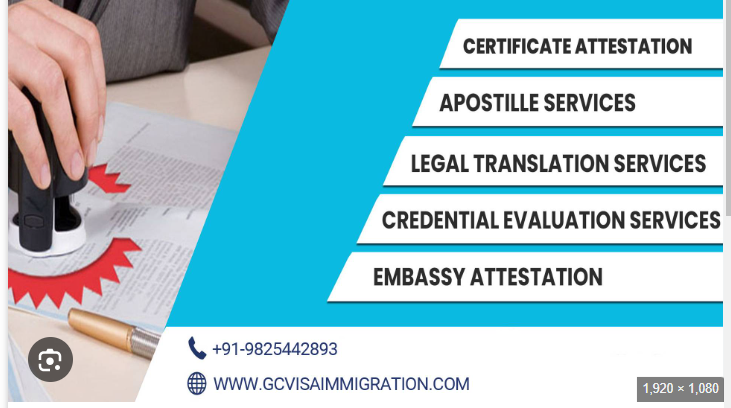 CERTIFICATE ATTESTATION
APOSTILLE SERVICES
LEGAL TRANSLATION SERVICES
CREDENTIAL EVALUATION SERVICES
EMBASSY ATTESTATION
+91-9825442893
WWW.GCVISAIMMIGRATION.COM
1,920 × 1,080